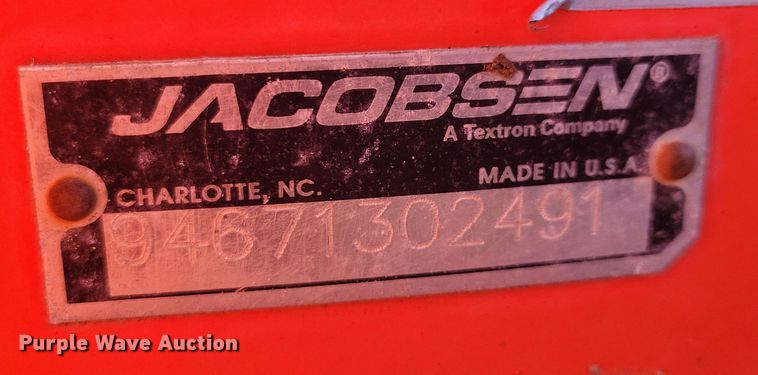 JACOBSEN®
A Textron Company
CHARLOTTE, NC. MADE IN U.S.A.
94671302491
Purple Wave Auction